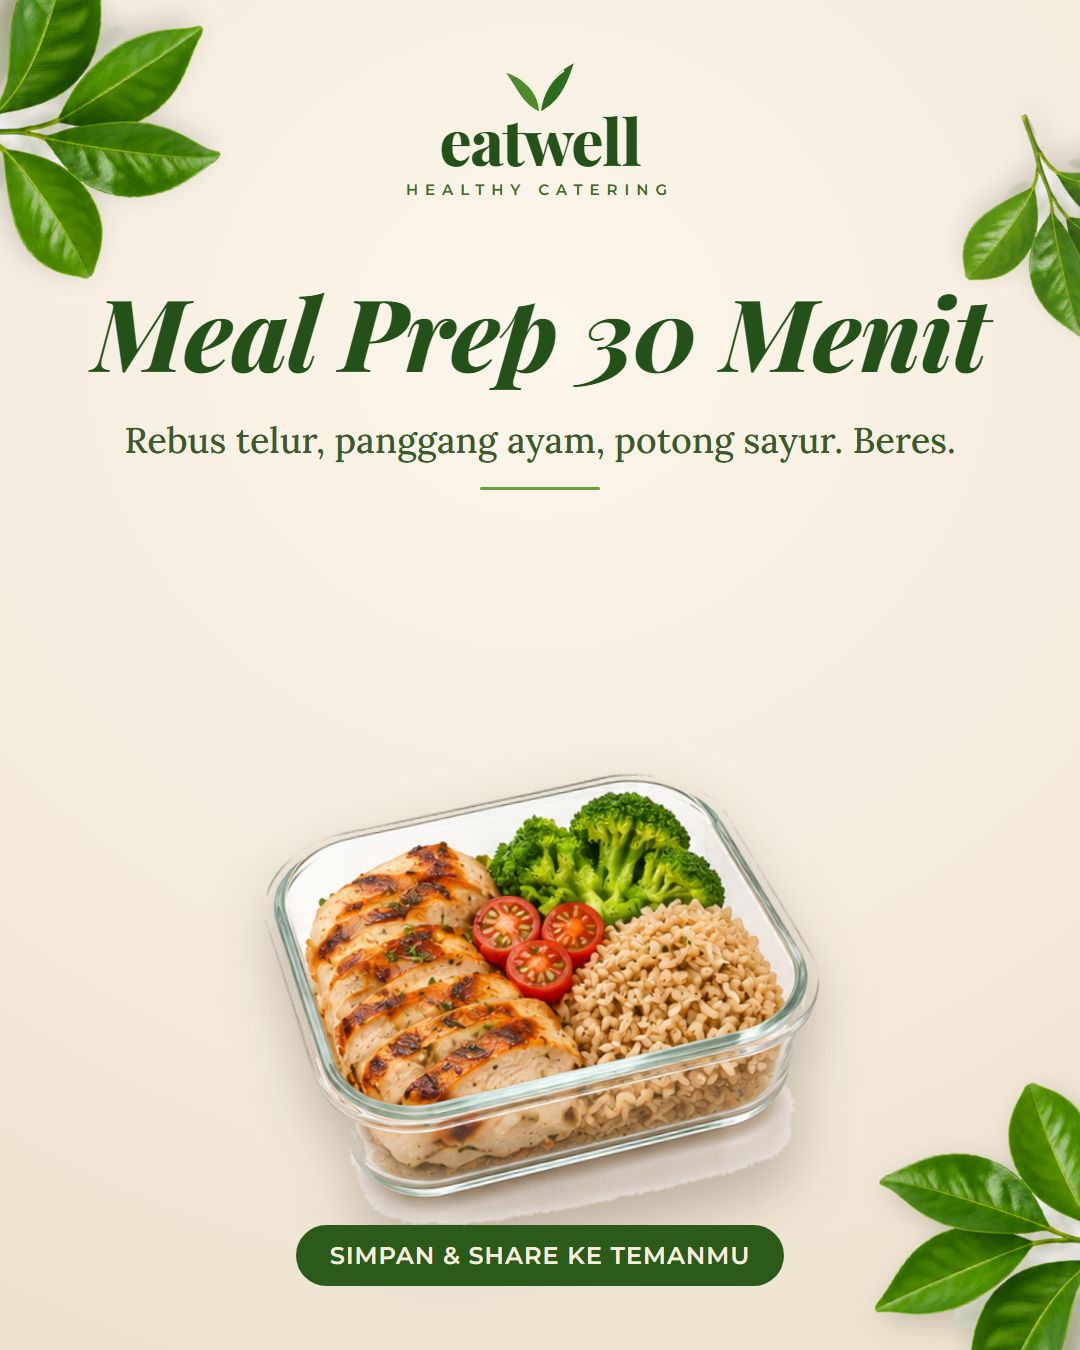 eatwell
HEALTHY CATERING
Meal Prep 30 Menit
Rebus telur, panggang ayam, potong sayur. Beres.
SIMPAN & SHARE KE TEMANMU